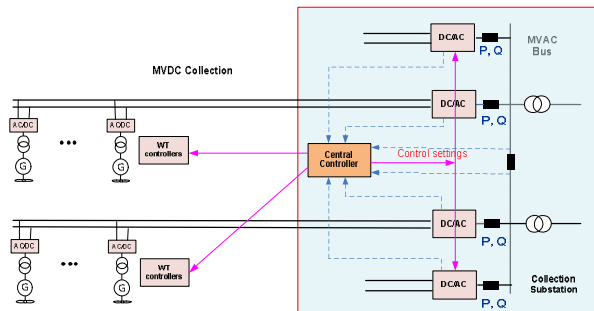 DC/AC
P, Q
MVAC
Bus
MVDC Collection
DC/AC
P, Q
AC/DC
AC/DC
G
G
WT
controllers
Central
Controller
Control settings
DC/AC
P, Q
AC/DC
AC/DC
G
G
WT
controllers
DC/AC
P, Q
Collection
Substation